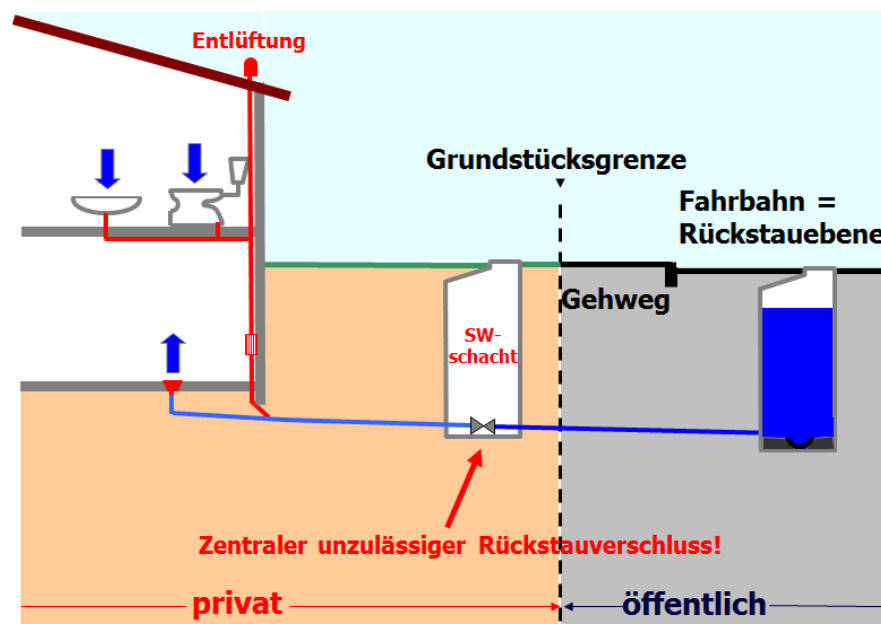 Entlüftung
Grundstücksgrenze
Fahrbahn =
Rückstauebene
Gehweg
SW-
schacht
Zentraler unzulässiger Rückstauverschluss!
privat
öffentlich